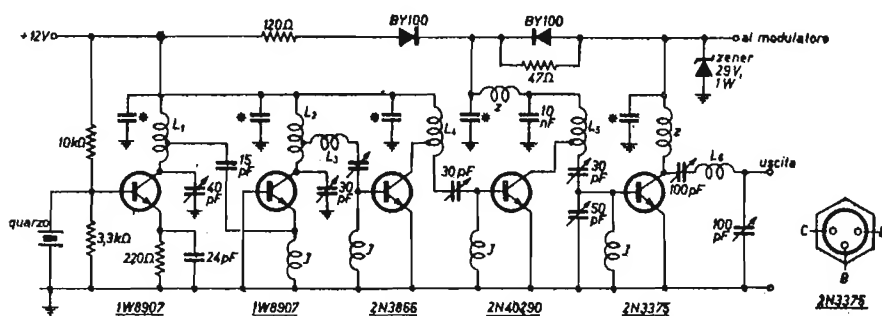 BY100
BY100
120Ω
+12V
al modulatore
47Ω
zener
29V,
1W
*
L1
*
L2
*
L4
*
z
10
nF
L5
*
z
10kΩ
15
pF
L3
30
pF
30
pF
L6
uscita
40
pF
30 pF
100pF
quarzo
3,3kΩ
50
pF
100
pF
220Ω
24pF
J
J
J
J
C
B
1W8907
1W8907
2N3866
2N40290
2N3375
2N3375